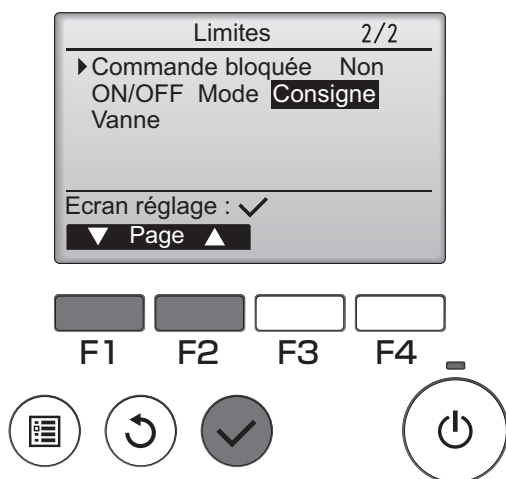 Limites 2/2
Commande bloquée Non
ON/OFF Mode Consigne
Vanne
Ecran réglage :
Page
F1 F2 F3 F4